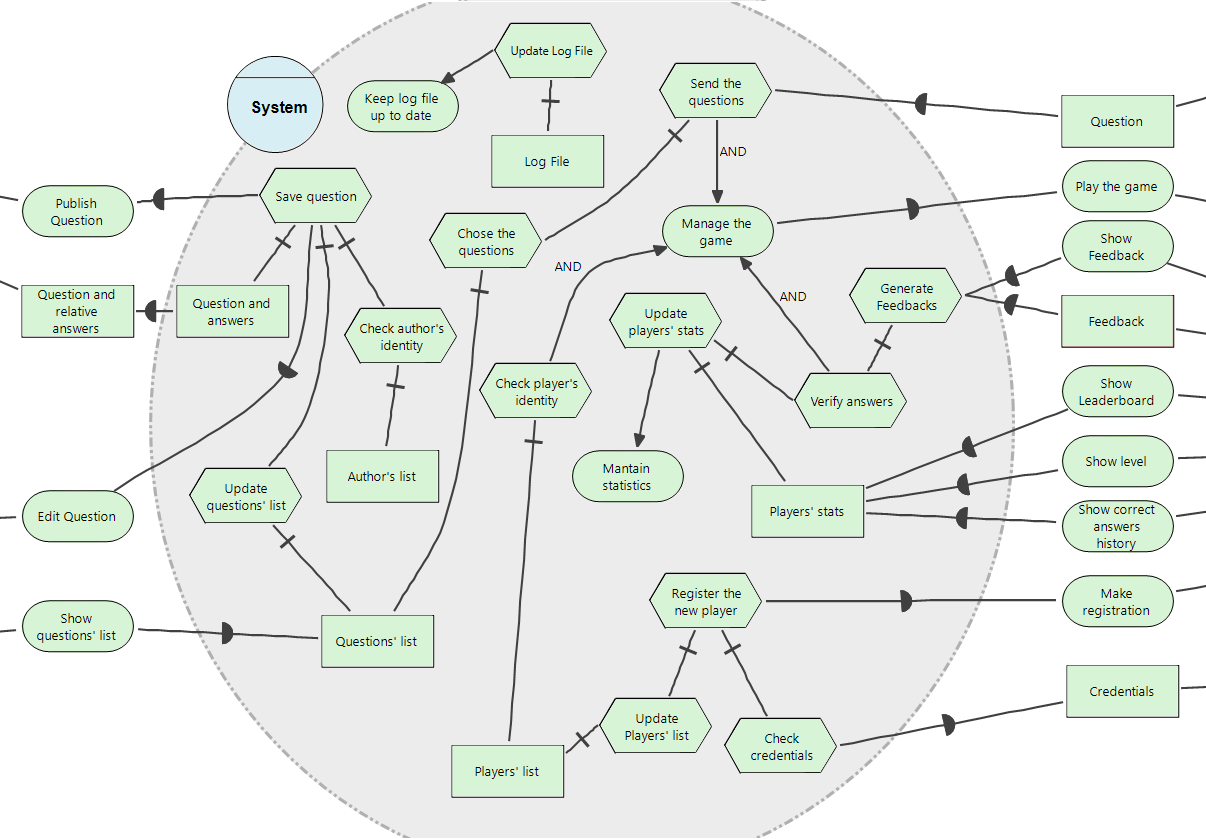 Update Log File
System
Keep log file
up to date
Send the
questions
Question
Log File
AND
Publish
Question
Save question
Play the game
Chose the
questions
Manage the
game
Show
Feedback
AND
AND
Generate
Feedbacks
Question and
relative
answers
Question and
answers
Check author's
identity
Update
players' stats
Feedback
Check player's
identity
Verify answers
Show
Leaderboard
Author's list
Mantain
statistics
Show level
Update
questions' list
Edit Question
Players' stats
Show correct
answers
history
Show
questions' list
Questions' list
Register the
new player
Make
registration
Credentials
Update
Players' list
Check
credentials
Players' list